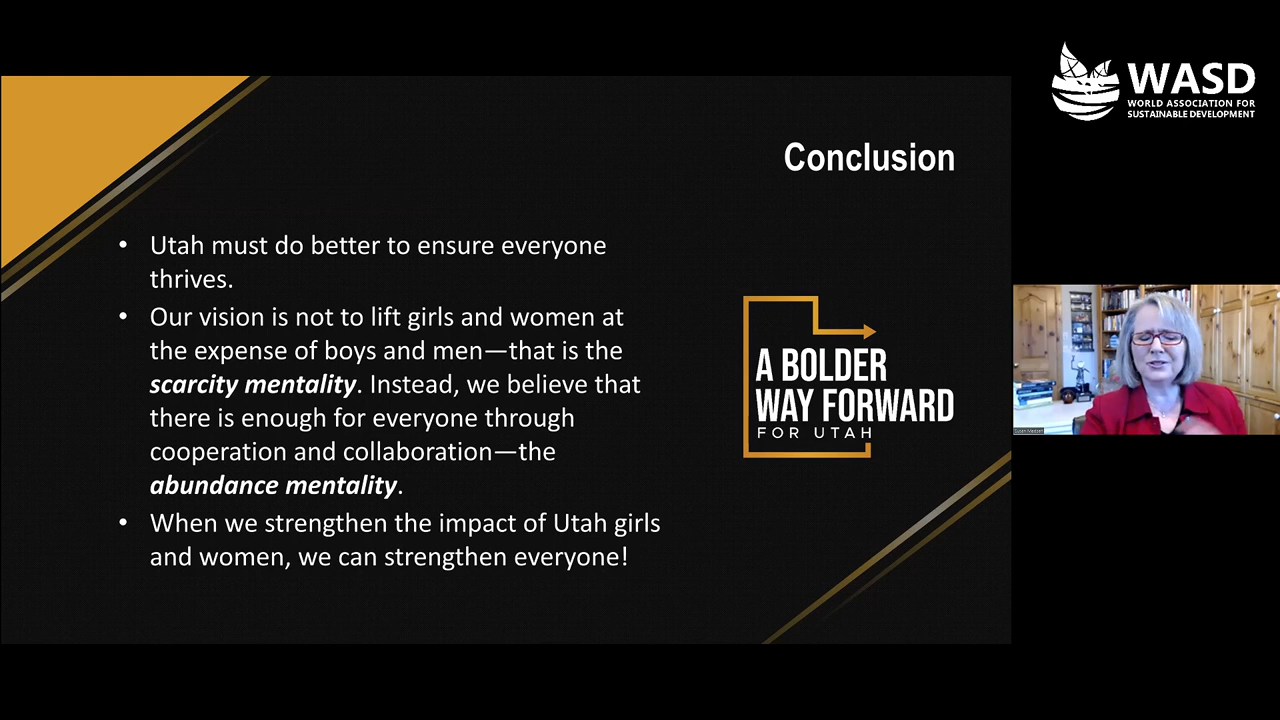 WASD
WORLD ASSOCIATION FOR
SUSTAINABLE DEVELOPMENT
Conclusion
• Utah must do better to ensure everyone
thrives.
• Our vision is not to lift girls and women at
the expense of boys and men—that is the
scarcity mentality. Instead, we believe that
there is enough for everyone through
cooperation and collaboration—the
abundance mentality.
• When we strengthen the impact of Utah girls
and women, we can strengthen everyone!
A BOLDER
WAY FORWARD
FOR UTAH
Susan Madsen